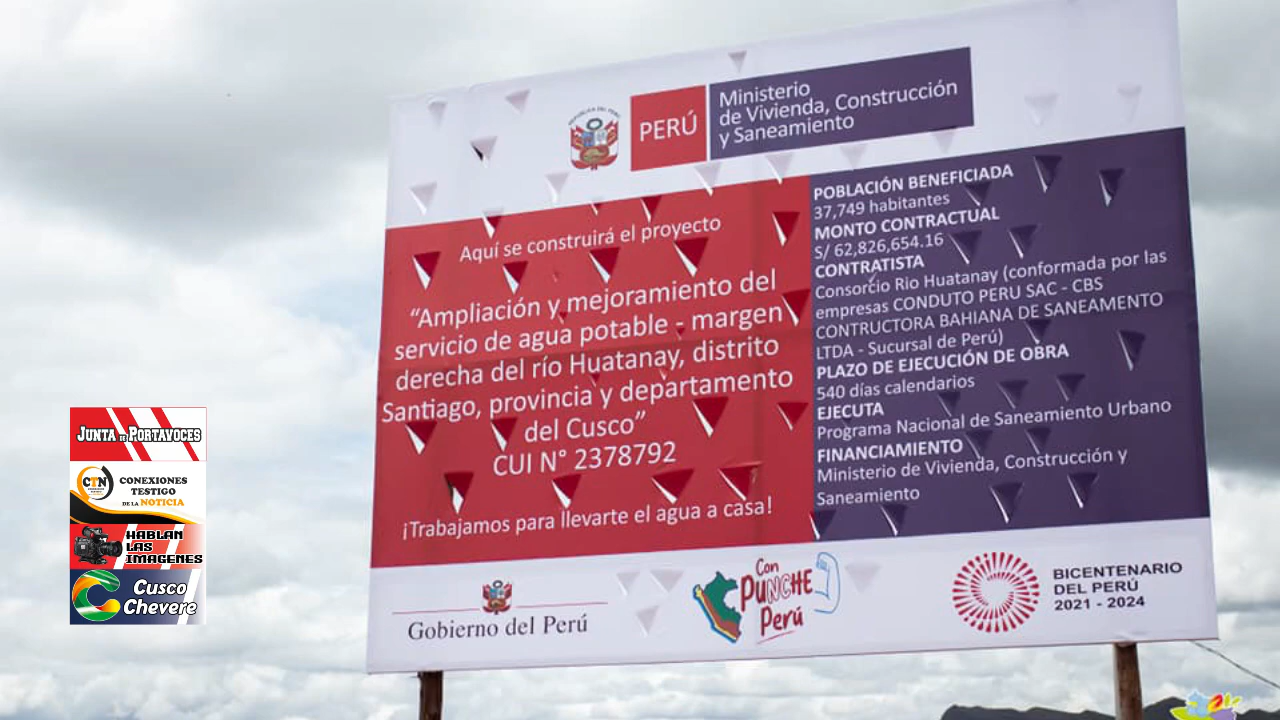 REPÚBLICA DEL PERÚ
PERÚ
Ministerio
de Vivienda, Construcción
y Saneamiento
Aquí se construirá el proyecto
“Ampliación y mejoramiento del
servicio de agua potable - margen
derecha del río Huatanay, distrito
Santiago, provincia y departamento
del Cusco”
CUI N° 2378792
¡Trabajamos para llevarte el agua a casa!
POBLACIÓN BENEFICIADA
37,749 habitantes
MONTO CONTRACTUAL
S/ 62,826,654.16
CONTRATISTA
Consorcio Rio Huatanay (conformada por las
empresas CONDUTO PERU SAC - CBS
CONTRUCTORA BAHIANA DE SANEAMENTO
LTDA - Sucursal de Perú)
PLAZO DE EJECUCIÓN DE OBRA
540 días calendarios
EJECUTA
Programa Nacional de Saneamiento Urbano
FINANCIAMIENTO
Ministerio de Vivienda, Construcción y
Saneamiento
Gobierno del Perú
Con
PUNCHE
Perú
BICENTENARIO
DEL PERÚ
2021 - 2024
JUNTA DE PORTAVOCES
CTN
CONEXIONES
TESTIGO
DE LA NOTICIA
HABLAN
LAS
IMAGENES
Cusco
Chevere